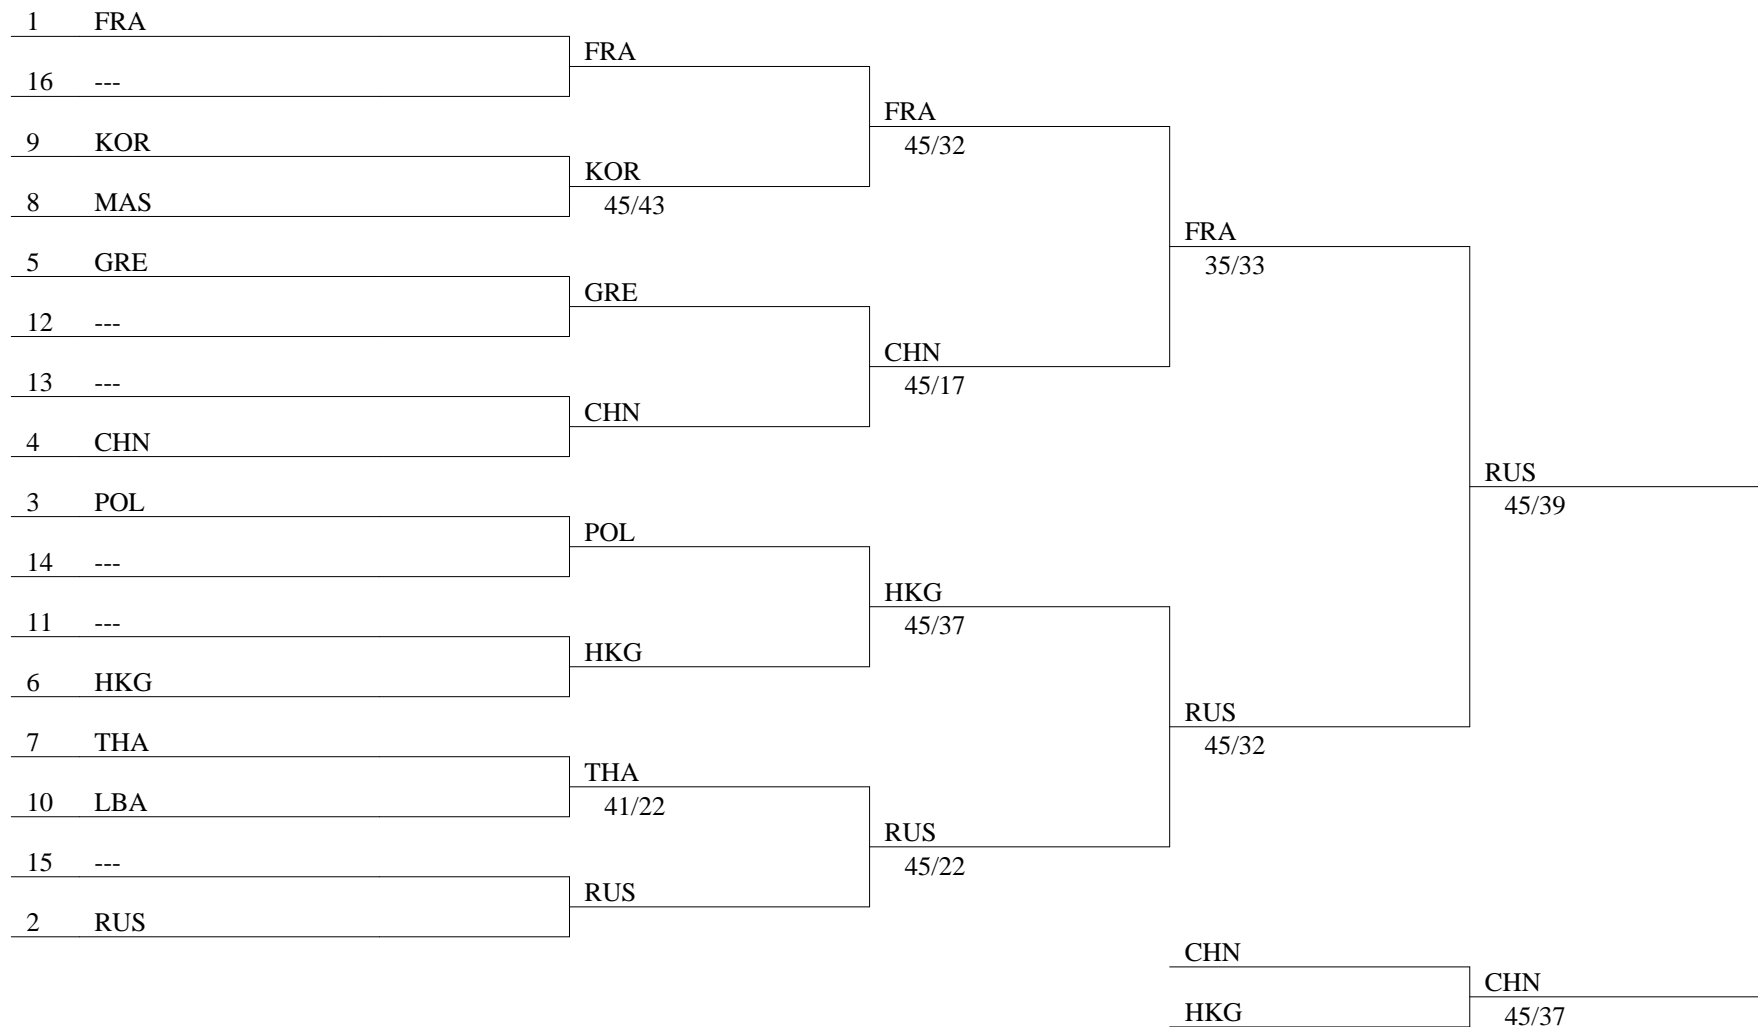 1 FRA
16 ---
9 KOR
8 MAS
5 GRE
12 ---
13 ---
4 CHN
3 POL
14 ---
11 ---
6 HKG
7 THA
10 LBA
15 ---
2 RUS
FRA
KOR
45/43
GRE
CHN
POL
HKG
THA
41/22
RUS
FRA
45/32
CHN
45/17
HKG
45/37
RUS
45/22
FRA
35/33
RUS
45/32
RUS
45/39
CHN
HKG
CHN
45/37